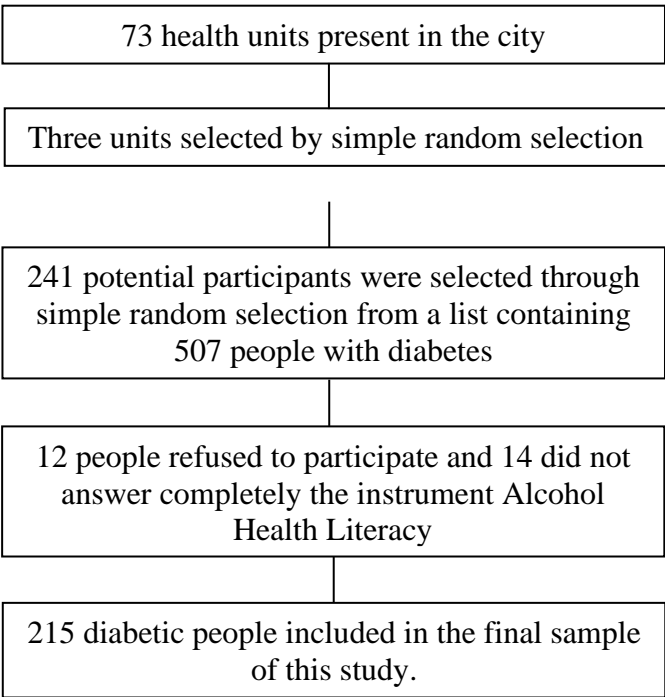 73 health units present in the city
Three units selected by simple random selection
241 potential participants were selected through
simple random selection from a list containing
507 people with diabetes
12 people refused to participate and 14 did not
answer completely the instrument Alcohol
Health Literacy
215 diabetic people included in the final sample
of this study.